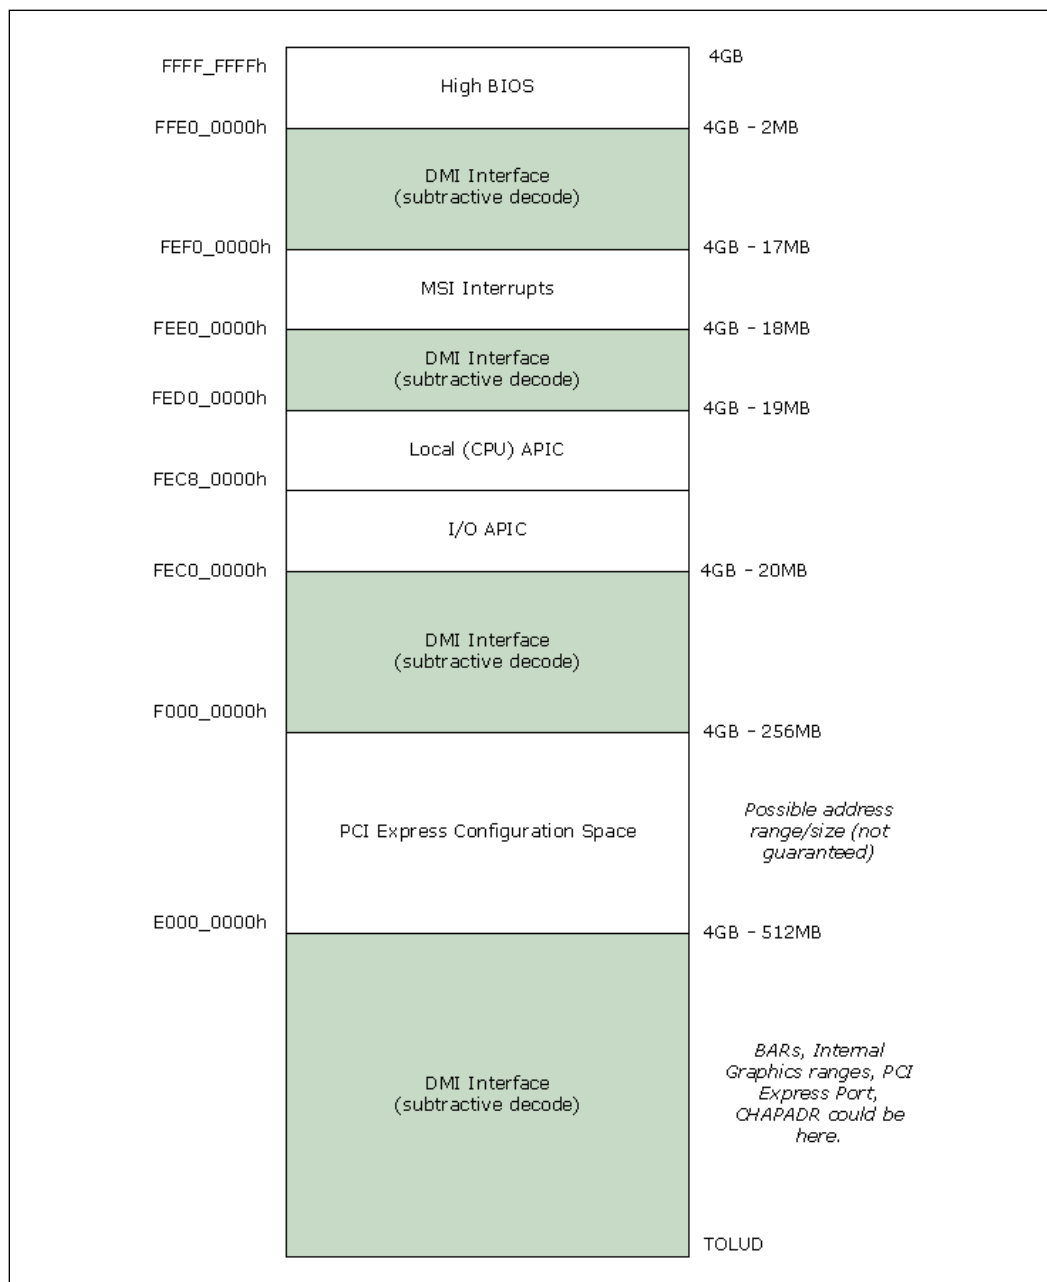 FFFF_FFFFh
4GB
High BIOS
FFE0_0000h
4GB - 2MB
DMI Interface
(subtractive decode)
FEF0_0000h
4GB - 17MB
MSI Interrupts
FEE0_0000h
4GB - 18MB
DMI Interface
(subtractive decode)
FED0_0000h
4GB - 19MB
Local (CPU) APIC
FEC8_0000h
I/O APIC
FEC0_0000h
4GB - 20MB
DMI Interface
(subtractive decode)
F000_0000h
4GB - 256MB
PCI Express Configuration Space
Possible address
range/size (not
guaranteed)
E000_0000h
4GB - 512MB
DMI Interface
(subtractive decode)
BARs, Internal
Graphics ranges, PCI
Express Port,
CHAPADR could be
here.
TOLUD